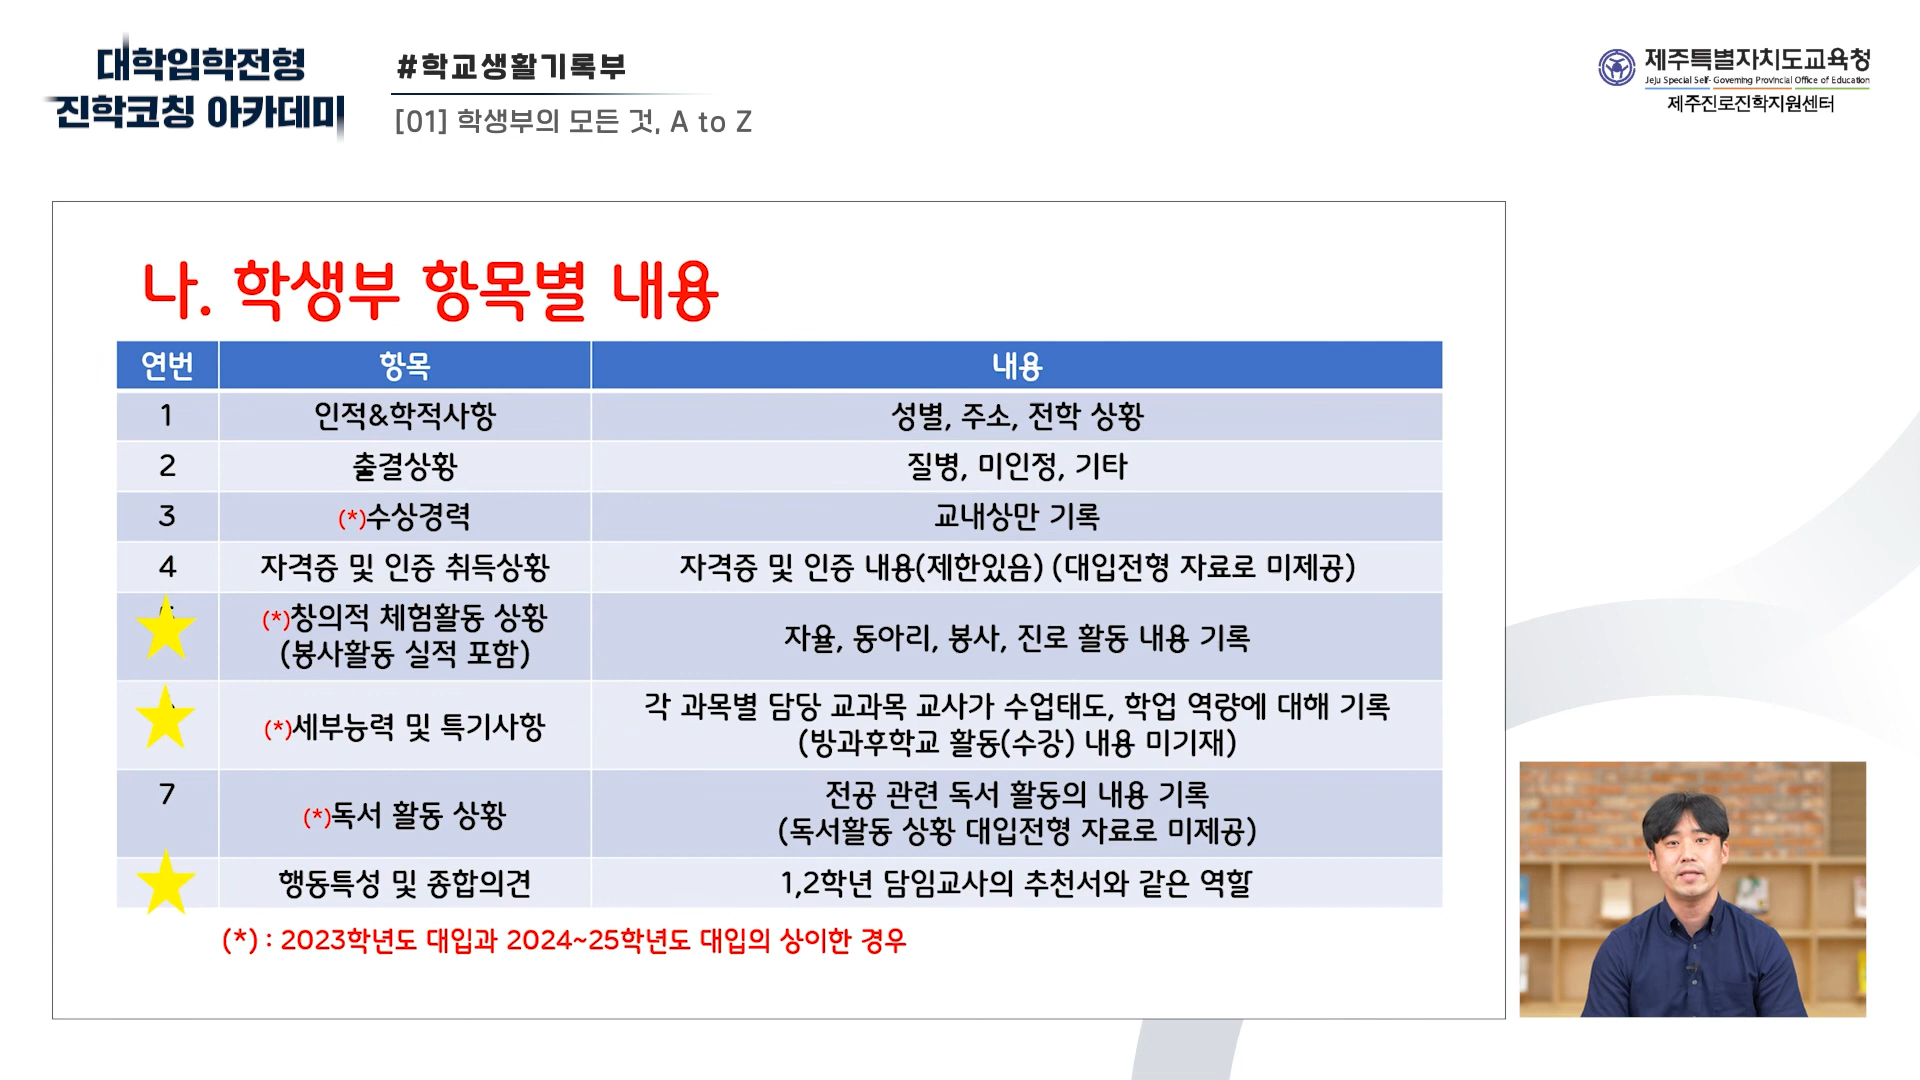 대학입학전형
진학코칭 아카데미
#학교생활기록부
[01] 학생부의 모든 것, A to Z
제주특별자치도교육청
Jeju Special Self- Governing Provincial Office of Education
제주진로진학지원센터
나. 학생부 항목별 내용
연번 항목 내용
1 인적&학적사항 성별, 주소, 전학 상황
2 출결상황 질병, 미인정, 기타
3 (*)수상경력 교내상만 기록
4 자격증 및 인증 취득상황 자격증 및 인증 내용(제한있음) (대입전형 자료로 미제공)
(*)창의적 체험활동 상황
(봉사활동 실적 포함)
자율, 동아리, 봉사, 진로 활동 내용 기록
(*)세부능력 및 특기사항
각 과목별 담당 교과목 교사가 수업태도, 학업 역량에 대해 기록
(방과후학교 활동(수강) 내용 미기재)
7
(*)독서 활동 상황
전공 관련 독서 활동의 내용 기록
(독서활동 상황 대입전형 자료로 미제공)
행동특성 및 종합의견 1,2학년 담임교사의 추천서와 같은 역할
(*) : 2023학년도 대입과 2024~25학년도 대입의 상이한 경우